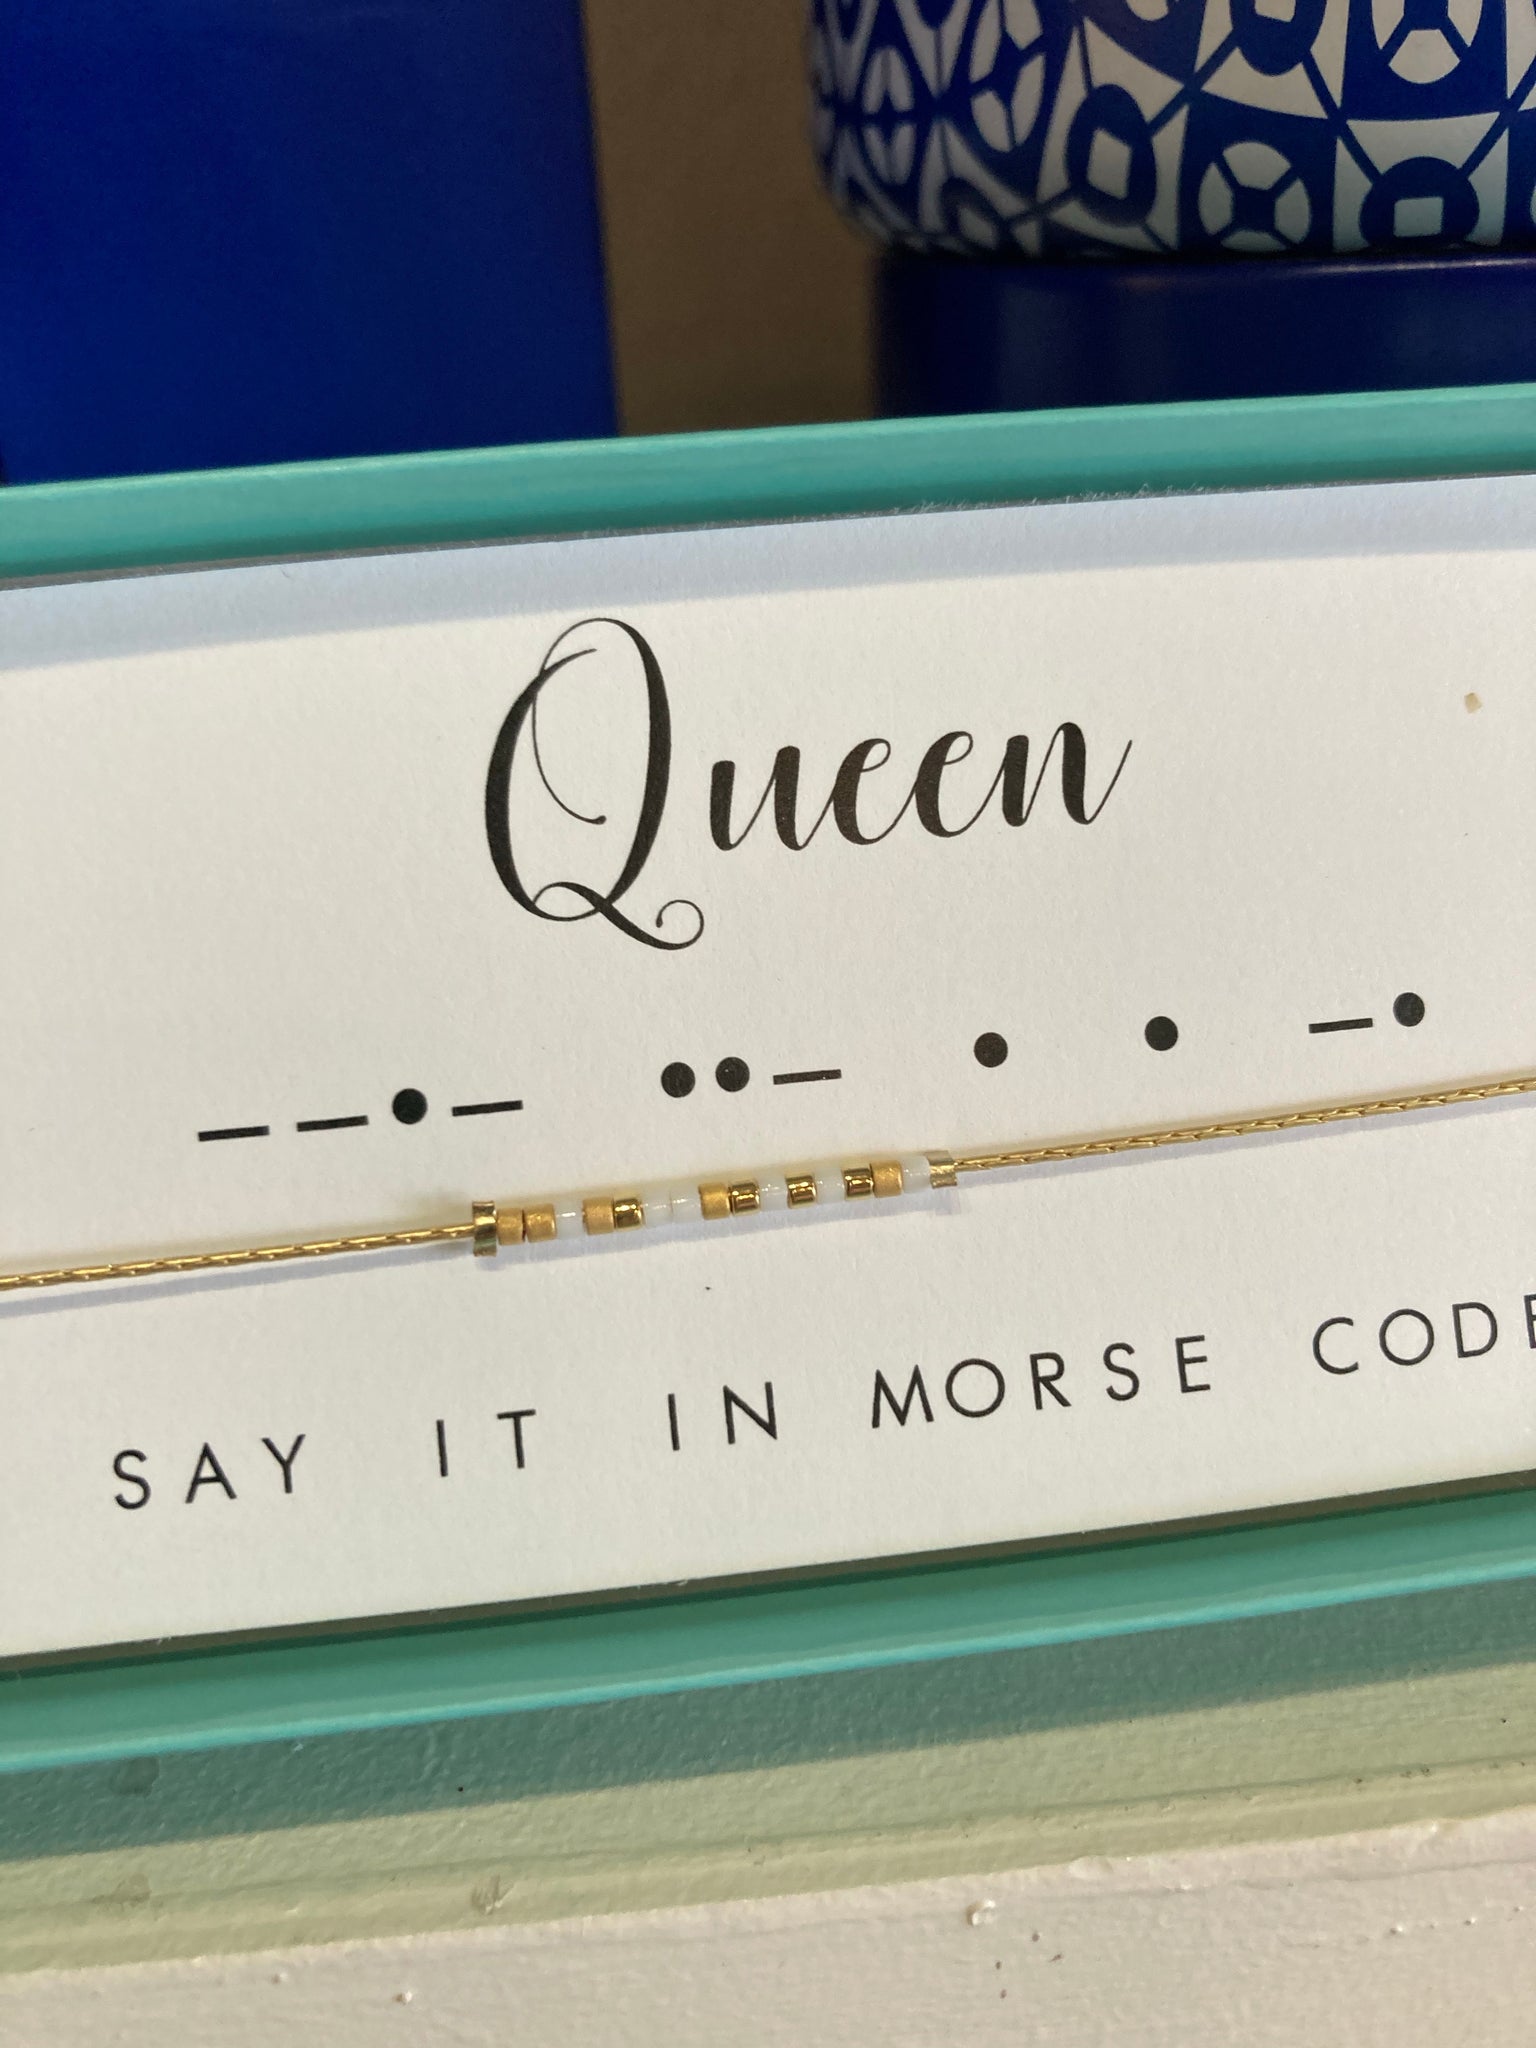 Queen
——•— ••— • • —•
SAY IT IN MORSE CODE